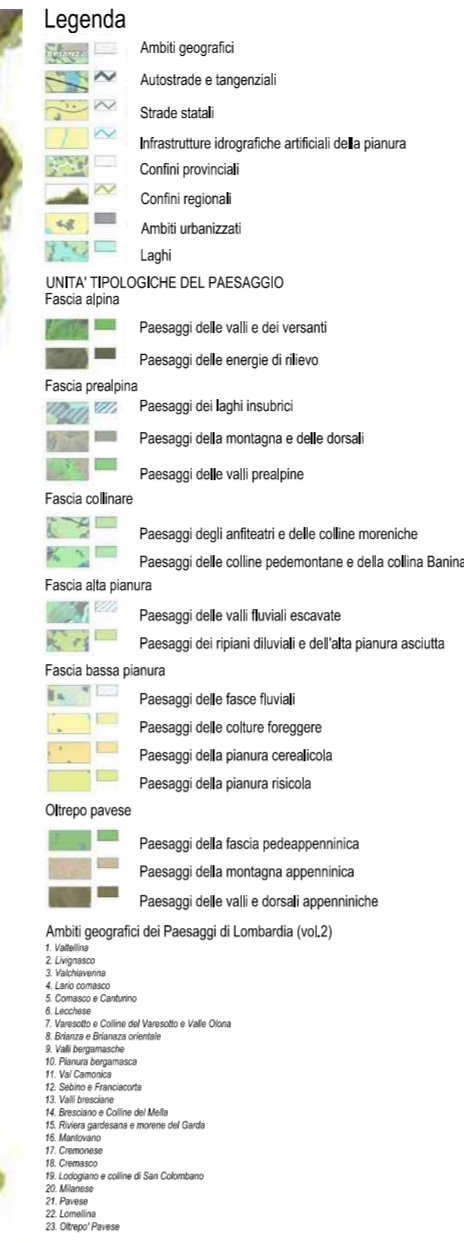 Legenda
BRIANZA
Ambiti geografici
Autostrade e tangenziali
Strade statali
Infrastrutture idrografiche artificiali della pianura
Confini provinciali
Confini regionali
Ambiti urbanizzati
Laghi
UNITA' TIPOLOGICHE DEL PAESAGGIO
Fascia alpina
Paesaggi delle valli e dei versanti
Paesaggi delle energie di rilievo
Fascia prealpina
Paesaggi dei laghi insubrici
Paesaggi della montagna e delle dorsali
Paesaggi delle valli prealpine
Fascia collinare
Paesaggi degli anfiteatri e delle colline moreniche
Paesaggi delle colline pedemontane e della collina Banina
Fascia alta pianura
Paesaggi delle valli fluviali escavate
Paesaggi dei ripiani diluviali e dell'alta pianura asciutta
Fascia bassa pianura
Paesaggi delle fasce fluviali
Paesaggi delle colture foreggere
Paesaggi della pianura cerealicola
Paesaggi della pianura risicola
Oltrepo pavese
Paesaggi della fascia pedeappenninica
Paesaggi della montagna appenninica
Paesaggi delle valli e dorsali appenniniche
Ambiti geografici dei Paesaggi di Lombardia (vol.2)
1. Valtellina
2. Livignasco
3. Valchiavenna
4. Lario comasco
5. Comasco e Canturino
6. Lecchese
7. Varesotto e Colline del Varesotto e Valle Olona
8. Brianza e Brianaza orientale
9. Valli bergamasche
10. Pianura bergamasca
11. Val Camonica
12. Sebino e Franciacorta
13. Valli bresciane
14. Bresciano e Colline del Mella
15. Riviera gardesana e morene del Garda
16. Mantovano
17. Cremonese
18. Cremasco
19. Lodogiano e colline di San Colombano
20. Milanese
21. Pavese
22. Lomellina
23. Oltrepo' Pavese